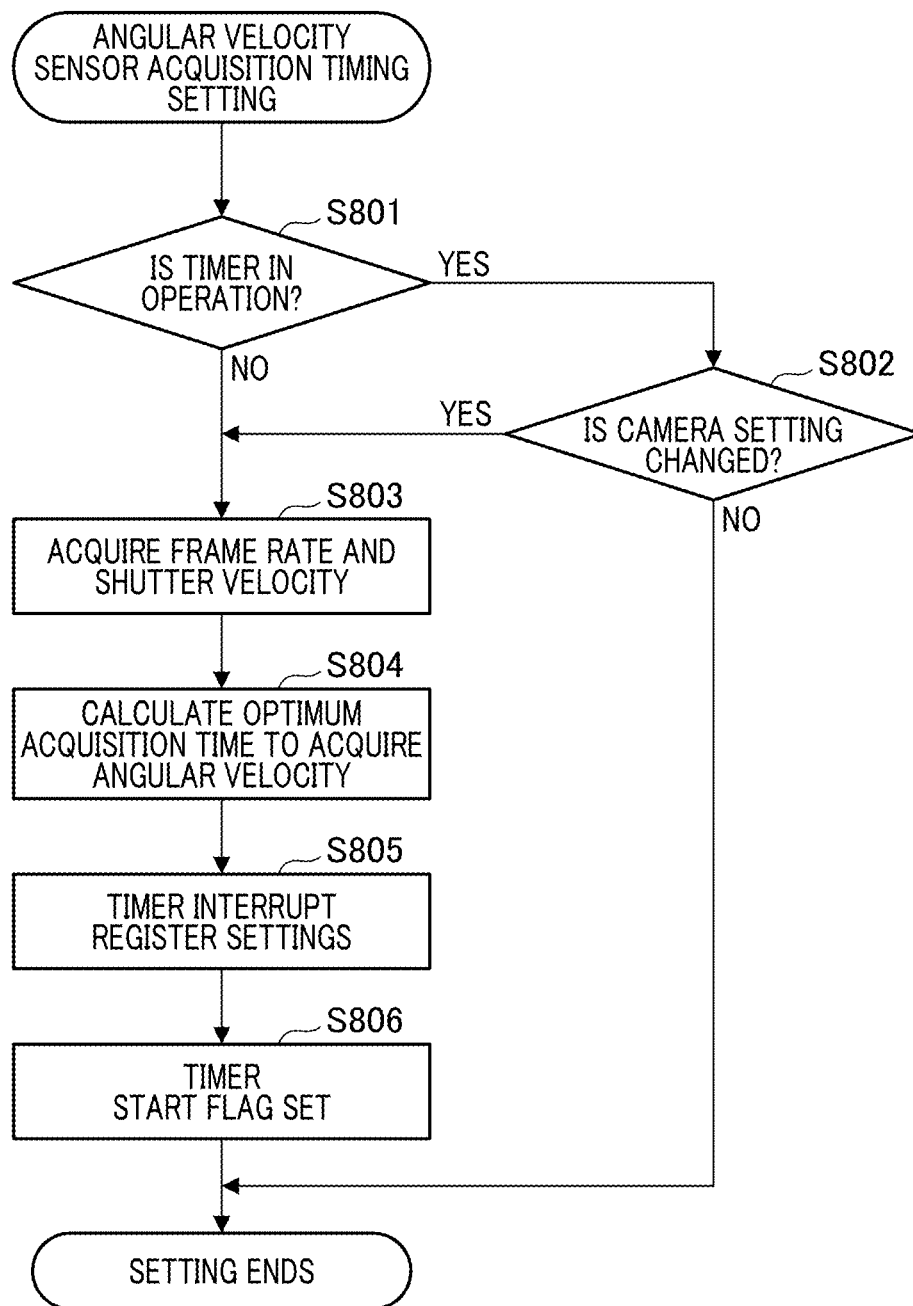 ANGULAR VELOCITY
SENSOR ACQUISITION TIMING
SETTING
S801
IS TIMER IN
OPERATION?
YES
NO
S802
IS CAMERA SETTING
CHANGED?
YES
NO
S803
ACQUIRE FRAME RATE AND
SHUTTER VELOCITY
S804
CALCULATE OPTIMUM
ACQUISITION TIME TO ACQUIRE
ANGULAR VELOCITY
S805
TIMER INTERRUPT
REGISTER SETTINGS
S806
TIMER
START FLAG SET
SETTING ENDS